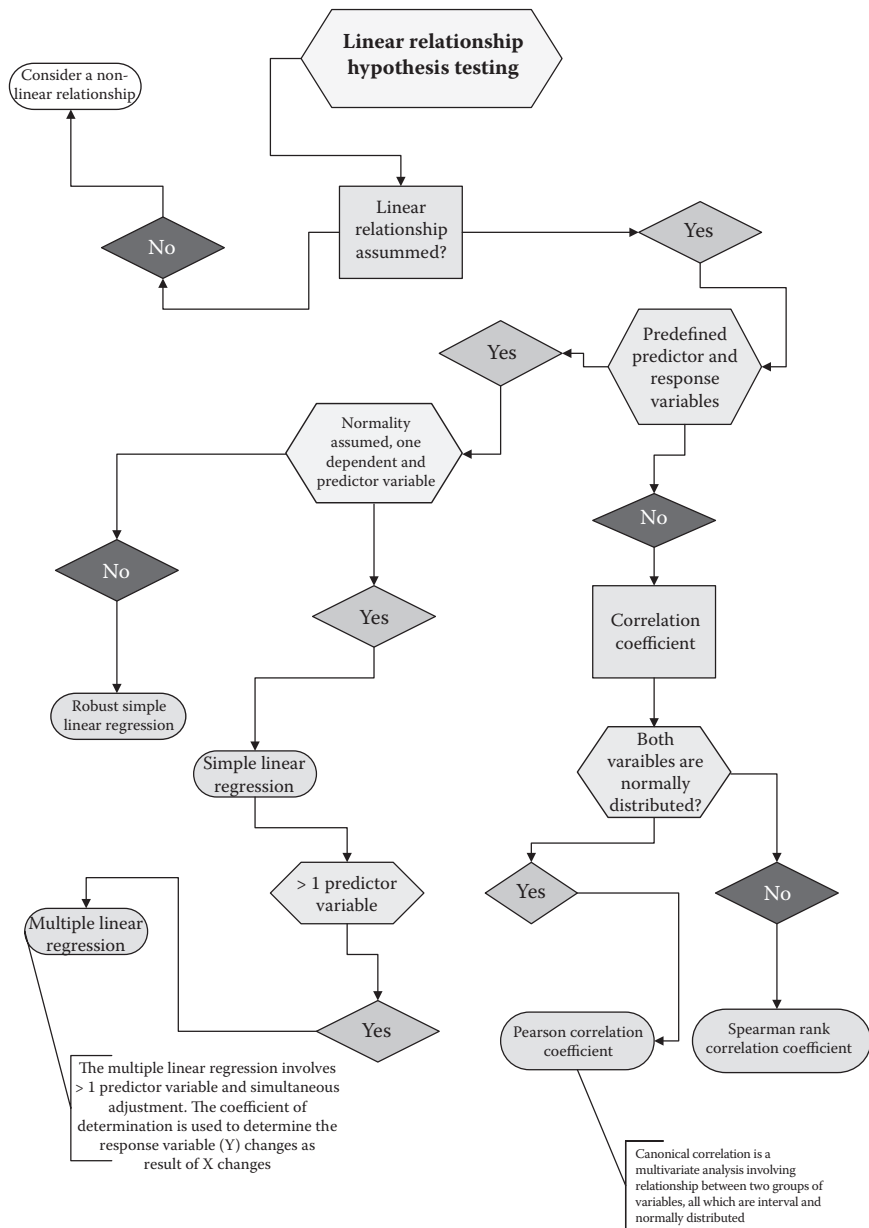 Linear relationship
hypothesis testing
Consider a non-
linear relationship
Linear
relationship
assummed?
No
Yes
Predefined
predictor and
response
variables
Yes
Normality
assumed, one
dependent and
predictor variable
No
No
Yes
Correlation
coefficient
Robust simple
linear regression
Simple linear
regression
Both
varaibles are
normally
distributed?
> 1 predictor
variable
Yes
No
Multiple linear
regression
Yes
Pearson correlation
coefficient
Spearman rank
correlation coefficient
The multiple linear regression involves
> 1 predictor variable and simultaneous
adjustment. The coefficient of
determination is used to determine the
response variable (Y) changes as
result of X changes
Canonical correlation is a
multivariate analysis involving
relationship between two groups of
variables, all which are interval and
normally distributed